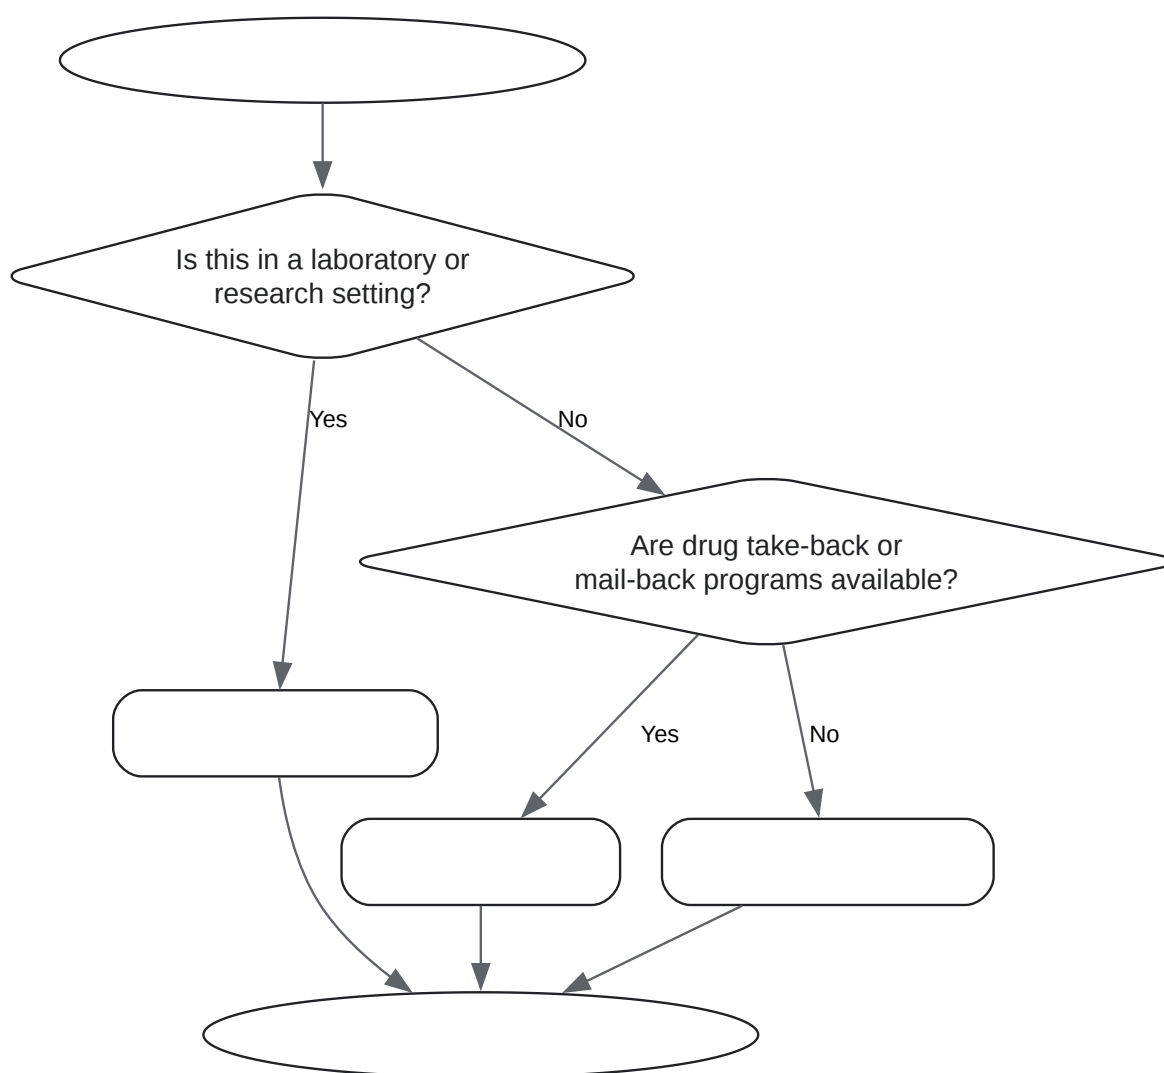 Is this in a laboratory or
research setting?
Yes
No
Are drug take-back or
mail-back programs available?
Yes
No